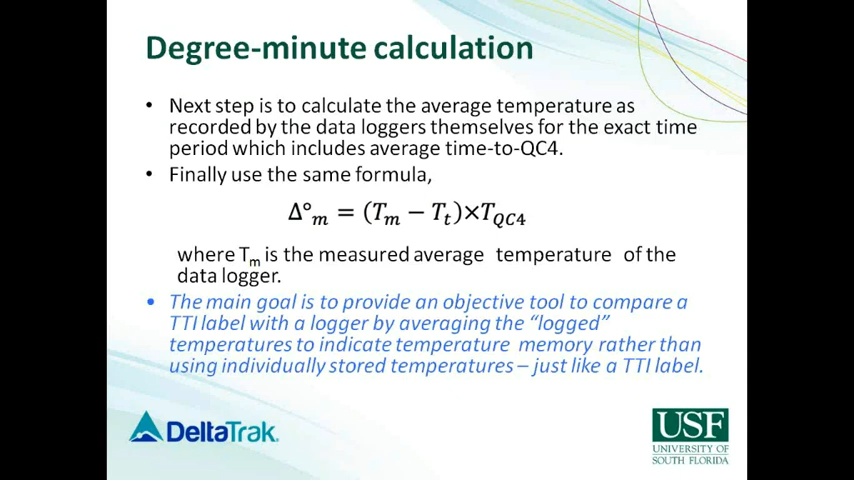 Degree-minute calculation
• Next step is to calculate the average temperature as
recorded by the data loggers themselves for the exact time
period which includes average time-to-QC4.
• Finally use the same formula,
Δ°m = (Tm − Tt)×TQC4
where Tm is the measured average temperature of the
data logger.
• The main goal is to provide an objective tool to compare a
TTI label with a logger by averaging the “logged”
temperatures to indicate temperature memory rather than
using individually stored temperatures – just like a TTI label.
DeltaTrak.
USF
UNIVERSITY OF
SOUTH FLORIDA